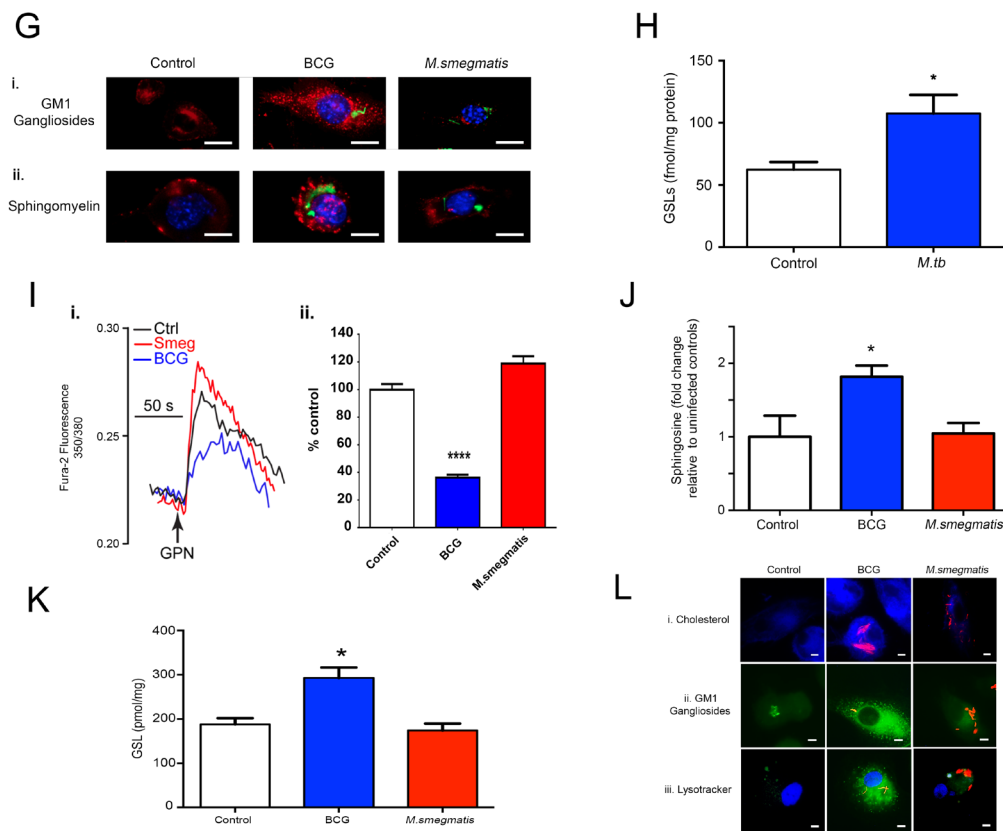 G
Control
BCG
M.smegmatis
i.
GM1
Gangliosides
ii.
Sphingomyelin
H
GSLs (fmol/mg protein)
150
100
50
0
Control
M.tb
*
I
i.
Ctrl
Smeg
BCG
50 s
0.30
0.25
0.20
Fura-2 Fluorescence
350/380
GPN
ii.
% control
140
120
100
80
60
40
20
0
****
Control
BCG
M.smegmatis
J
Sphingosine (fold change
relative to uninfected controls)
2
1
0
*
Control
BCG
M.smegmatis
K
GSL (pmol/mg)
400
300
200
100
0
*
Control
BCG
M.smegmatis
L
Control
BCG
M.smegmatis
i. Cholesterol
ii. GM1
Gangliosides
iii. Lysotracker
*